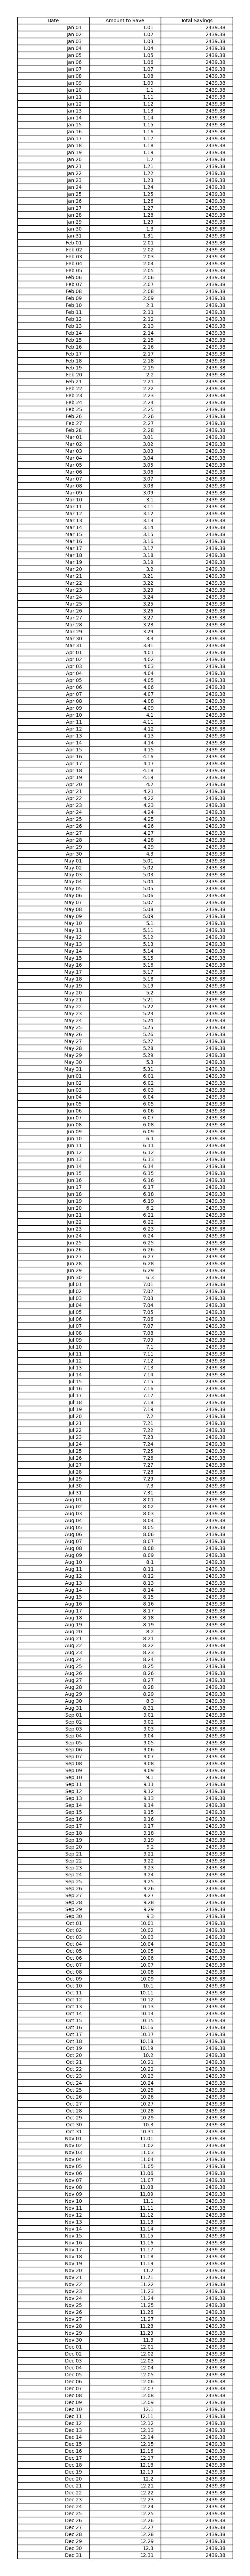 Date Amount to Save Total Savings
Jan 01 1.01 2439.38
Jan 02 1.02 2439.38
Jan 03 1.03 2439.38
Jan 04 1.04 2439.38
Jan 05 1.05 2439.38
Jan 06 1.06 2439.38
Jan 07 1.07 2439.38
Jan 08 1.08 2439.38
Jan 09 1.09 2439.38
Jan 10 1.1 2439.38
Jan 11 1.11 2439.38
Jan 12 1.12 2439.38
Jan 13 1.13 2439.38
Jan 14 1.14 2439.38
Jan 15 1.15 2439.38
Jan 16 1.16 2439.38
Jan 17 1.17 2439.38
Jan 18 1.18 2439.38
Jan 19 1.19 2439.38
Jan 20 1.2 2439.38
Jan 21 1.21 2439.38
Jan 22 1.22 2439.38
Jan 23 1.23 2439.38
Jan 24 1.24 2439.38
Jan 25 1.25 2439.38
Jan 26 1.26 2439.38
Jan 27 1.27 2439.38
Jan 28 1.28 2439.38
Jan 29 1.29 2439.38
Jan 30 1.3 2439.38
Jan 31 1.31 2439.38
Feb 01 2.01 2439.38
Feb 02 2.02 2439.38
Feb 03 2.03 2439.38
Feb 04 2.04 2439.38
Feb 05 2.05 2439.38
Feb 06 2.06 2439.38
Feb 07 2.07 2439.38
Feb 08 2.08 2439.38
Feb 09 2.09 2439.38
Feb 10 2.1 2439.38
Feb 11 2.11 2439.38
Feb 12 2.12 2439.38
Feb 13 2.13 2439.38
Feb 14 2.14 2439.38
Feb 15 2.15 2439.38
Feb 16 2.16 2439.38
Feb 17 2.17 2439.38
Feb 18 2.18 2439.38
Feb 19 2.19 2439.38
Feb 20 2.2 2439.38
Feb 21 2.21 2439.38
Feb 22 2.22 2439.38
Feb 23 2.23 2439.38
Feb 24 2.24 2439.38
Feb 25 2.25 2439.38
Feb 26 2.26 2439.38
Feb 27 2.27 2439.38
Feb 28 2.28 2439.38
Mar 01 3.01 2439.38
Mar 02 3.02 2439.38
Mar 03 3.03 2439.38
Mar 04 3.04 2439.38
Mar 05 3.05 2439.38
Mar 06 3.06 2439.38
Mar 07 3.07 2439.38
Mar 08 3.08 2439.38
Mar 09 3.09 2439.38
Mar 10 3.1 2439.38
Mar 11 3.11 2439.38
Mar 12 3.12 2439.38
Mar 13 3.13 2439.38
Mar 14 3.14 2439.38
Mar 15 3.15 2439.38
Mar 16 3.16 2439.38
Mar 17 3.17 2439.38
Mar 18 3.18 2439.38
Mar 19 3.19 2439.38
Mar 20 3.2 2439.38
Mar 21 3.21 2439.38
Mar 22 3.22 2439.38
Mar 23 3.23 2439.38
Mar 24 3.24 2439.38
Mar 25 3.25 2439.38
Mar 26 3.26 2439.38
Mar 27 3.27 2439.38
Mar 28 3.28 2439.38
Mar 29 3.29 2439.38
Mar 30 3.3 2439.38
Mar 31 3.31 2439.38
Apr 01 4.01 2439.38
Apr 02 4.02 2439.38
Apr 03 4.03 2439.38
Apr 04 4.04 2439.38
Apr 05 4.05 2439.38
Apr 06 4.06 2439.38
Apr 07 4.07 2439.38
Apr 08 4.08 2439.38
Apr 09 4.09 2439.38
Apr 10 4.1 2439.38
Apr 11 4.11 2439.38
Apr 12 4.12 2439.38
Apr 13 4.13 2439.38
Apr 14 4.14 2439.38
Apr 15 4.15 2439.38
Apr 16 4.16 2439.38
Apr 17 4.17 2439.38
Apr 18 4.18 2439.38
Apr 19 4.19 2439.38
Apr 20 4.2 2439.38
Apr 21 4.21 2439.38
Apr 22 4.22 2439.38
Apr 23 4.23 2439.38
Apr 24 4.24 2439.38
Apr 25 4.25 2439.38
Apr 26 4.26 2439.38
Apr 27 4.27 2439.38
Apr 28 4.28 2439.38
Apr 29 4.29 2439.38
Apr 30 4.3 2439.38
May 01 5.01 2439.38
May 02 5.02 2439.38
May 03 5.03 2439.38
May 04 5.04 2439.38
May 05 5.05 2439.38
May 06 5.06 2439.38
May 07 5.07 2439.38
May 08 5.08 2439.38
May 09 5.09 2439.38
May 10 5.1 2439.38
May 11 5.11 2439.38
May 12 5.12 2439.38
May 13 5.13 2439.38
May 14 5.14 2439.38
May 15 5.15 2439.38
May 16 5.16 2439.38
May 17 5.17 2439.38
May 18 5.18 2439.38
May 19 5.19 2439.38
May 20 5.2 2439.38
May 21 5.21 2439.38
May 22 5.22 2439.38
May 23 5.23 2439.38
May 24 5.24 2439.38
May 25 5.25 2439.38
May 26 5.26 2439.38
May 27 5.27 2439.38
May 28 5.28 2439.38
May 29 5.29 2439.38
May 30 5.3 2439.38
May 31 5.31 2439.38
Jun 01 6.01 2439.38
Jun 02 6.02 2439.38
Jun 03 6.03 2439.38
Jun 04 6.04 2439.38
Jun 05 6.05 2439.38
Jun 06 6.06 2439.38
Jun 07 6.07 2439.38
Jun 08 6.08 2439.38
Jun 09 6.09 2439.38
Jun 10 6.1 2439.38
Jun 11 6.11 2439.38
Jun 12 6.12 2439.38
Jun 13 6.13 2439.38
Jun 14 6.14 2439.38
Jun 15 6.15 2439.38
Jun 16 6.16 2439.38
Jun 17 6.17 2439.38
Jun 18 6.18 2439.38
Jun 19 6.19 2439.38
Jun 20 6.2 2439.38
Jun 21 6.21 2439.38
Jun 22 6.22 2439.38
Jun 23 6.23 2439.38
Jun 24 6.24 2439.38
Jun 25 6.25 2439.38
Jun 26 6.26 2439.38
Jun 27 6.27 2439.38
Jun 28 6.28 2439.38
Jun 29 6.29 2439.38
Jun 30 6.3 2439.38
Jul 01 7.01 2439.38
Jul 02 7.02 2439.38
Jul 03 7.03 2439.38
Jul 04 7.04 2439.38
Jul 05 7.05 2439.38
Jul 06 7.06 2439.38
Jul 07 7.07 2439.38
Jul 08 7.08 2439.38
Jul 09 7.09 2439.38
Jul 10 7.1 2439.38
Jul 11 7.11 2439.38
Jul 12 7.12 2439.38
Jul 13 7.13 2439.38
Jul 14 7.14 2439.38
Jul 15 7.15 2439.38
Jul 16 7.16 2439.38
Jul 17 7.17 2439.38
Jul 18 7.18 2439.38
Jul 19 7.19 2439.38
Jul 20 7.2 2439.38
Jul 21 7.21 2439.38
Jul 22 7.22 2439.38
Jul 23 7.23 2439.38
Jul 24 7.24 2439.38
Jul 25 7.25 2439.38
Jul 26 7.26 2439.38
Jul 27 7.27 2439.38
Jul 28 7.28 2439.38
Jul 29 7.29 2439.38
Jul 30 7.3 2439.38
Jul 31 7.31 2439.38
Aug 01 8.01 2439.38
Aug 02 8.02 2439.38
Aug 03 8.03 2439.38
Aug 04 8.04 2439.38
Aug 05 8.05 2439.38
Aug 06 8.06 2439.38
Aug 07 8.07 2439.38
Aug 08 8.08 2439.38
Aug 09 8.09 2439.38
Aug 10 8.1 2439.38
Aug 11 8.11 2439.38
Aug 12 8.12 2439.38
Aug 13 8.13 2439.38
Aug 14 8.14 2439.38
Aug 15 8.15 2439.38
Aug 16 8.16 2439.38
Aug 17 8.17 2439.38
Aug 18 8.18 2439.38
Aug 19 8.19 2439.38
Aug 20 8.2 2439.38
Aug 21 8.21 2439.38
Aug 22 8.22 2439.38
Aug 23 8.23 2439.38
Aug 24 8.24 2439.38
Aug 25 8.25 2439.38
Aug 26 8.26 2439.38
Aug 27 8.27 2439.38
Aug 28 8.28 2439.38
Aug 29 8.29 2439.38
Aug 30 8.3 2439.38
Aug 31 8.31 2439.38
Sep 01 9.01 2439.38
Sep 02 9.02 2439.38
Sep 03 9.03 2439.38
Sep 04 9.04 2439.38
Sep 05 9.05 2439.38
Sep 06 9.06 2439.38
Sep 07 9.07 2439.38
Sep 08 9.08 2439.38
Sep 09 9.09 2439.38
Sep 10 9.1 2439.38
Sep 11 9.11 2439.38
Sep 12 9.12 2439.38
Sep 13 9.13 2439.38
Sep 14 9.14 2439.38
Sep 15 9.15 2439.38
Sep 16 9.16 2439.38
Sep 17 9.17 2439.38
Sep 18 9.18 2439.38
Sep 19 9.19 2439.38
Sep 20 9.2 2439.38
Sep 21 9.21 2439.38
Sep 22 9.22 2439.38
Sep 23 9.23 2439.38
Sep 24 9.24 2439.38
Sep 25 9.25 2439.38
Sep 26 9.26 2439.38
Sep 27 9.27 2439.38
Sep 28 9.28 2439.38
Sep 29 9.29 2439.38
Sep 30 9.3 2439.38
Oct 01 10.01 2439.38
Oct 02 10.02 2439.38
Oct 03 10.03 2439.38
Oct 04 10.04 2439.38
Oct 05 10.05 2439.38
Oct 06 10.06 2439.38
Oct 07 10.07 2439.38
Oct 08 10.08 2439.38
Oct 09 10.09 2439.38
Oct 10 10.1 2439.38
Oct 11 10.11 2439.38
Oct 12 10.12 2439.38
Oct 13 10.13 2439.38
Oct 14 10.14 2439.38
Oct 15 10.15 2439.38
Oct 16 10.16 2439.38
Oct 17 10.17 2439.38
Oct 18 10.18 2439.38
Oct 19 10.19 2439.38
Oct 20 10.2 2439.38
Oct 21 10.21 2439.38
Oct 22 10.22 2439.38
Oct 23 10.23 2439.38
Oct 24 10.24 2439.38
Oct 25 10.25 2439.38
Oct 26 10.26 2439.38
Oct 27 10.27 2439.38
Oct 28 10.28 2439.38
Oct 29 10.29 2439.38
Oct 30 10.3 2439.38
Oct 31 10.31 2439.38
Nov 01 11.01 2439.38
Nov 02 11.02 2439.38
Nov 03 11.03 2439.38
Nov 04 11.04 2439.38
Nov 05 11.05 2439.38
Nov 06 11.06 2439.38
Nov 07 11.07 2439.38
Nov 08 11.08 2439.38
Nov 09 11.09 2439.38
Nov 10 11.1 2439.38
Nov 11 11.11 2439.38
Nov 12 11.12 2439.38
Nov 13 11.13 2439.38
Nov 14 11.14 2439.38
Nov 15 11.15 2439.38
Nov 16 11.16 2439.38
Nov 17 11.17 2439.38
Nov 18 11.18 2439.38
Nov 19 11.19 2439.38
Nov 20 11.2 2439.38
Nov 21 11.21 2439.38
Nov 22 11.22 2439.38
Nov 23 11.23 2439.38
Nov 24 11.24 2439.38
Nov 25 11.25 2439.38
Nov 26 11.26 2439.38
Nov 27 11.27 2439.38
Nov 28 11.28 2439.38
Nov 29 11.29 2439.38
Nov 30 11.3 2439.38
Dec 01 12.01 2439.38
Dec 02 12.02 2439.38
Dec 03 12.03 2439.38
Dec 04 12.04 2439.38
Dec 05 12.05 2439.38
Dec 06 12.06 2439.38
Dec 07 12.07 2439.38
Dec 08 12.08 2439.38
Dec 09 12.09 2439.38
Dec 10 12.1 2439.38
Dec 11 12.11 2439.38
Dec 12 12.12 2439.38
Dec 13 12.13 2439.38
Dec 14 12.14 2439.38
Dec 15 12.15 2439.38
Dec 16 12.16 2439.38
Dec 17 12.17 2439.38
Dec 18 12.18 2439.38
Dec 19 12.19 2439.38
Dec 20 12.2 2439.38
Dec 21 12.21 2439.38
Dec 22 12.22 2439.38
Dec 23 12.23 2439.38
Dec 24 12.24 2439.38
Dec 25 12.25 2439.38
Dec 26 12.26 2439.38
Dec 27 12.27 2439.38
Dec 28 12.28 2439.38
Dec 29 12.29 2439.38
Dec 30 12.3 2439.38
Dec 31 12.31 2439.38